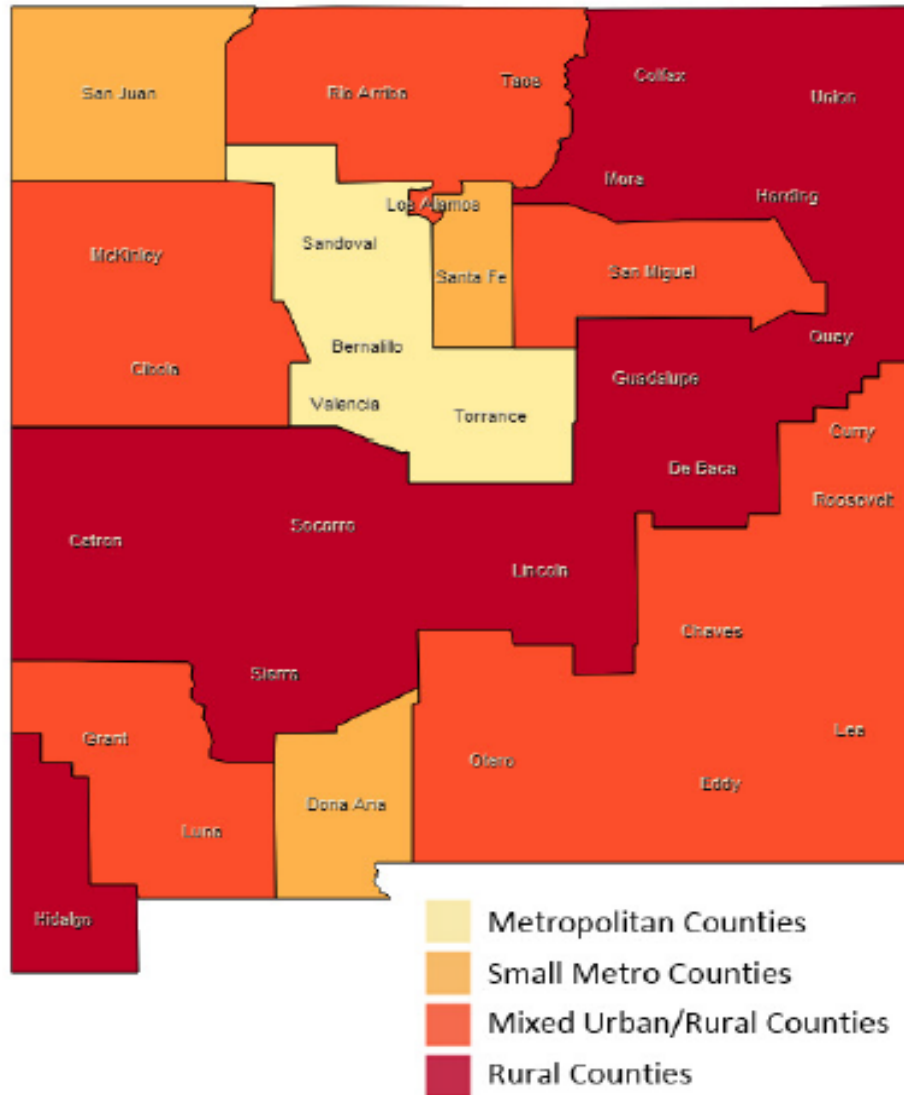 San Juan
Rio Arriba
Taos
Colfax
Union
Mora
Harding
Los Alamos
Sandoval
McKinley
Santa Fe
San Miguel
Bernalillo
Quay
Cibola
Guadalupe
Valencia
Torrance
Curry
De Baca
Roosevelt
Socorro
Catron
Lincoln
Chaves
Sierra
Grant
Lea
Otero
Eddy
Dona Ana
Luna
Hidalgo
Metropolitan Counties
Small Metro Counties
Mixed Urban/Rural Counties
Rural Counties